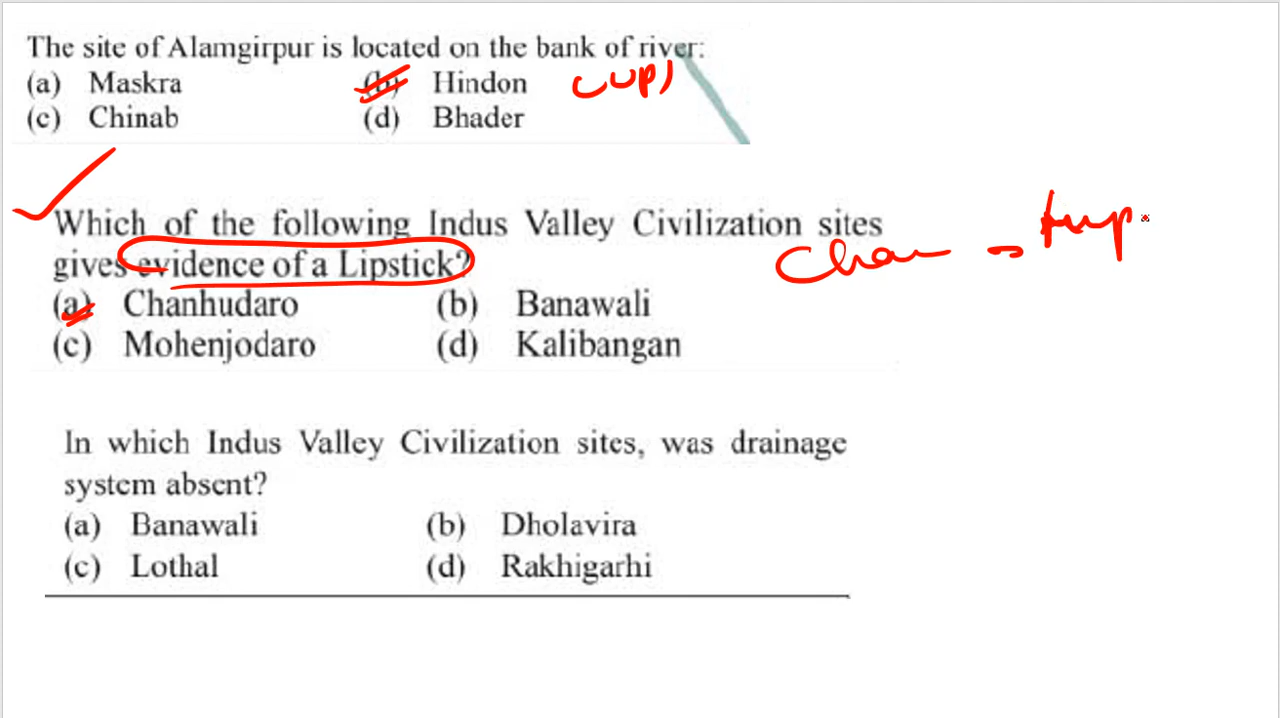 The site of Alamgirpur is located on the bank of river:
(a) Maskra (b) Hindon (UP)
(c) Chinab (d) Bhader
Which of the following Indus Valley Civilization sites
gives evidence of a Lipstick?
(a) Chanhudaro (b) Banawali
(c) Mohenjodaro (d) Kalibangan
In which Indus Valley Civilization sites, was drainage
system absent?
(a) Banawali (b) Dholavira
(c) Lothal (d) Rakhigarhi